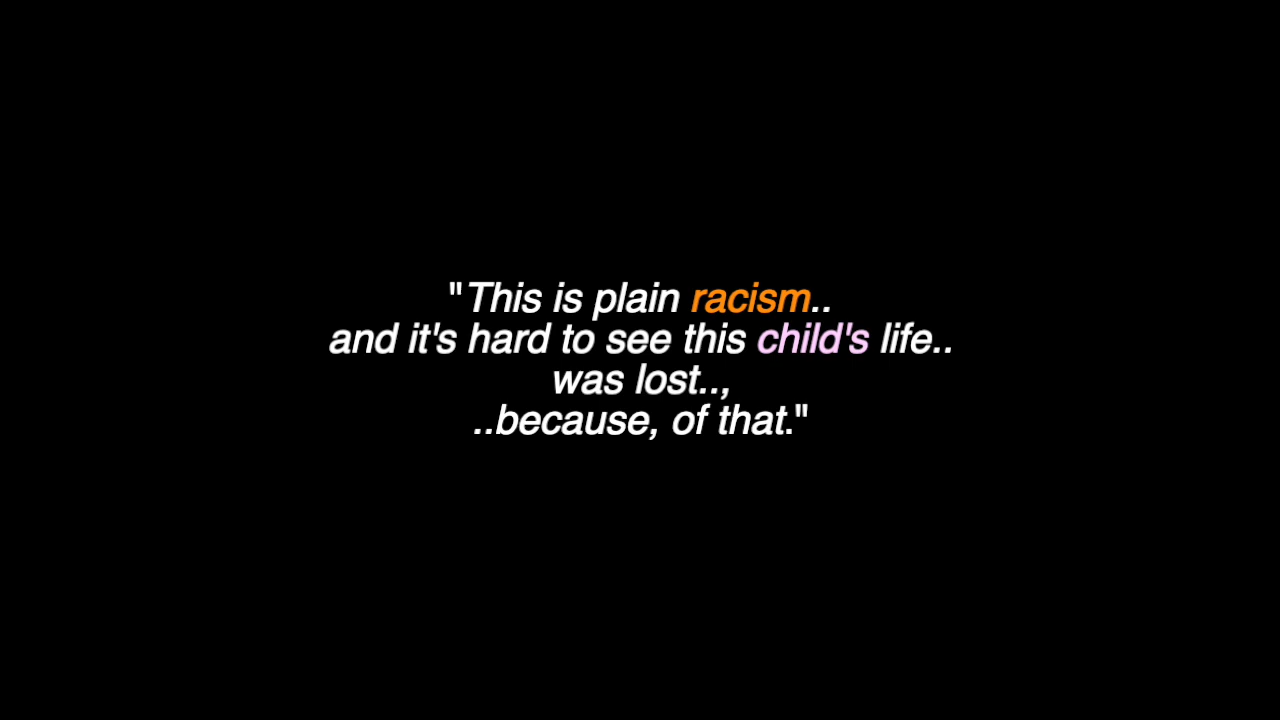 "This is plain racism..
and it's hard to see this child's life..
was lost..,
..because, of that."